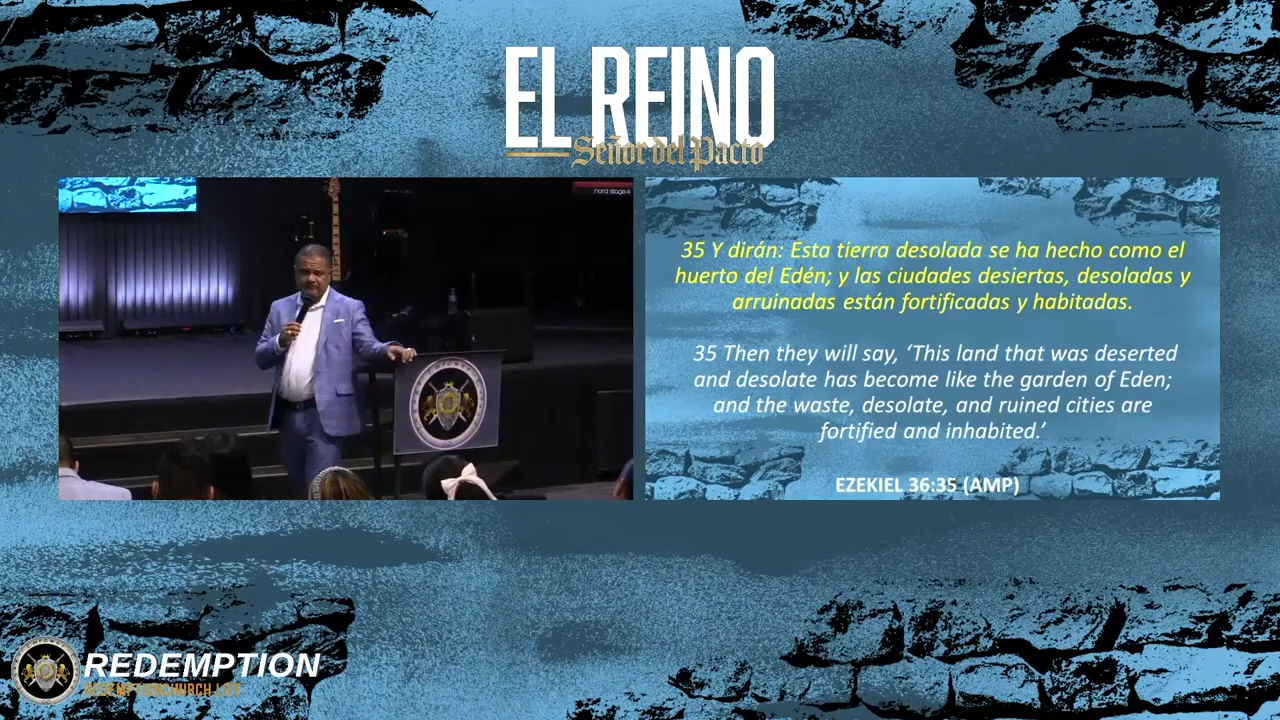 EL REINO
Señor del Pacto
nord stage 4
35 Y dirán: Esta tierra desolada se ha hecho como el
huerto del Edén; y las ciudades desiertas, desoladas y
arruinadas están fortificadas y habitadas.
35 Then they will say, ‘This land that was deserted
and desolate has become like the garden of Eden;
and the waste, desolate, and ruined cities are
fortified and inhabited.’
EZEKIEL 36:35 (AMP)
REDEMPTION